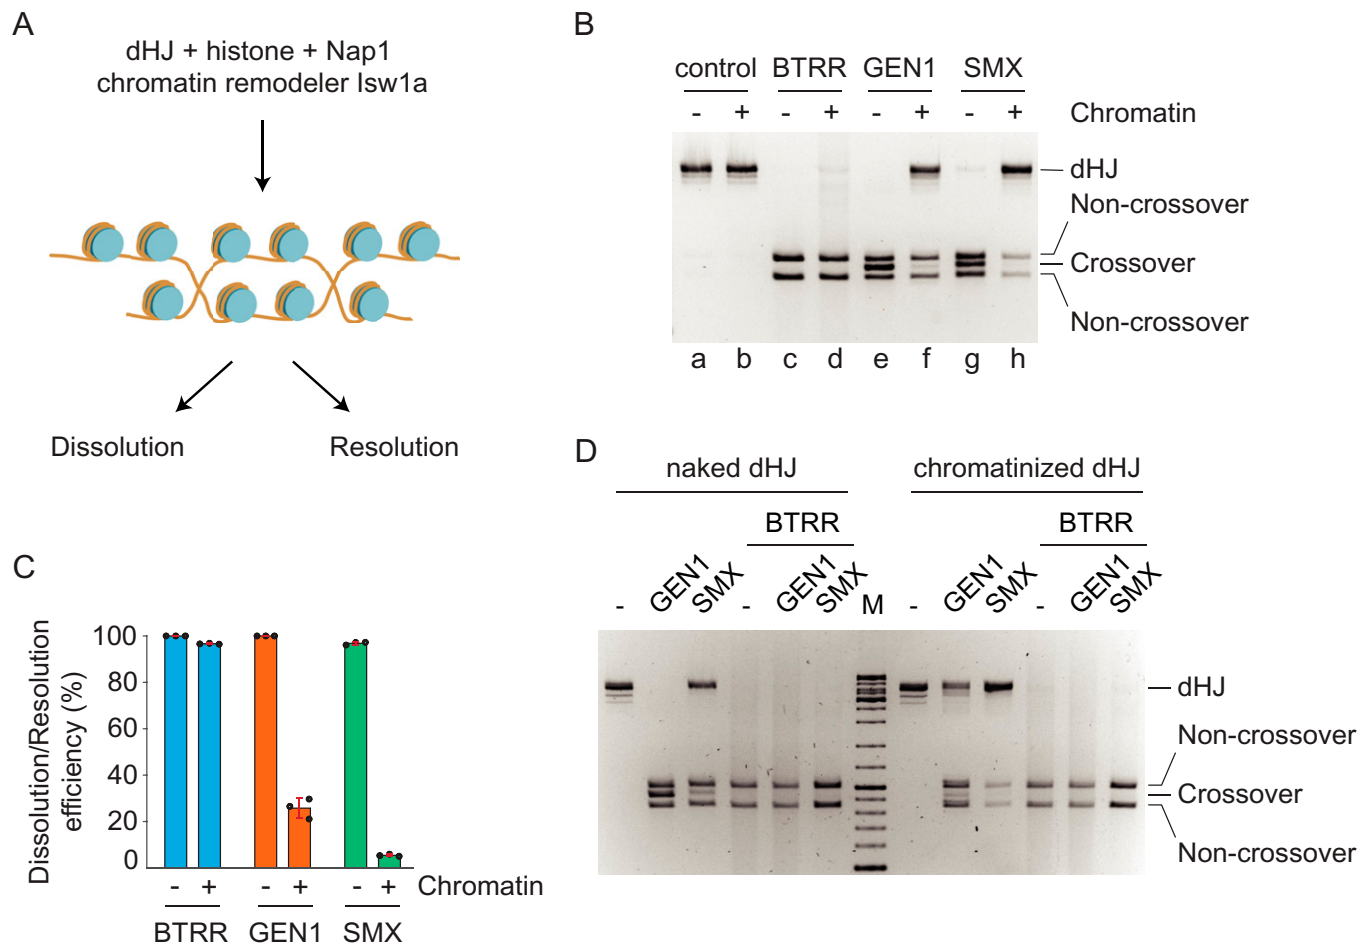 A
dHJ + histone + Nap1
chromatin remodeler Isw1a
Dissolution
Resolution
B
control BTRR GEN1 SMX
- + - + - + - + Chromatin
dHJ
Non-crossover
Crossover
Non-crossover
a b c d e f g h
C
Dissolution/Resolution
efficiency (%)
100
80
60
40
20
0
- + - + - + Chromatin
BTRR GEN1 SMX
D
naked dHJ chromatinized dHJ
BTRR BTRR
- GEN1 SMX - GEN1 SMX M - GEN1 SMX - GEN1 SMX
dHJ
Non-crossover
Crossover
Non-crossover